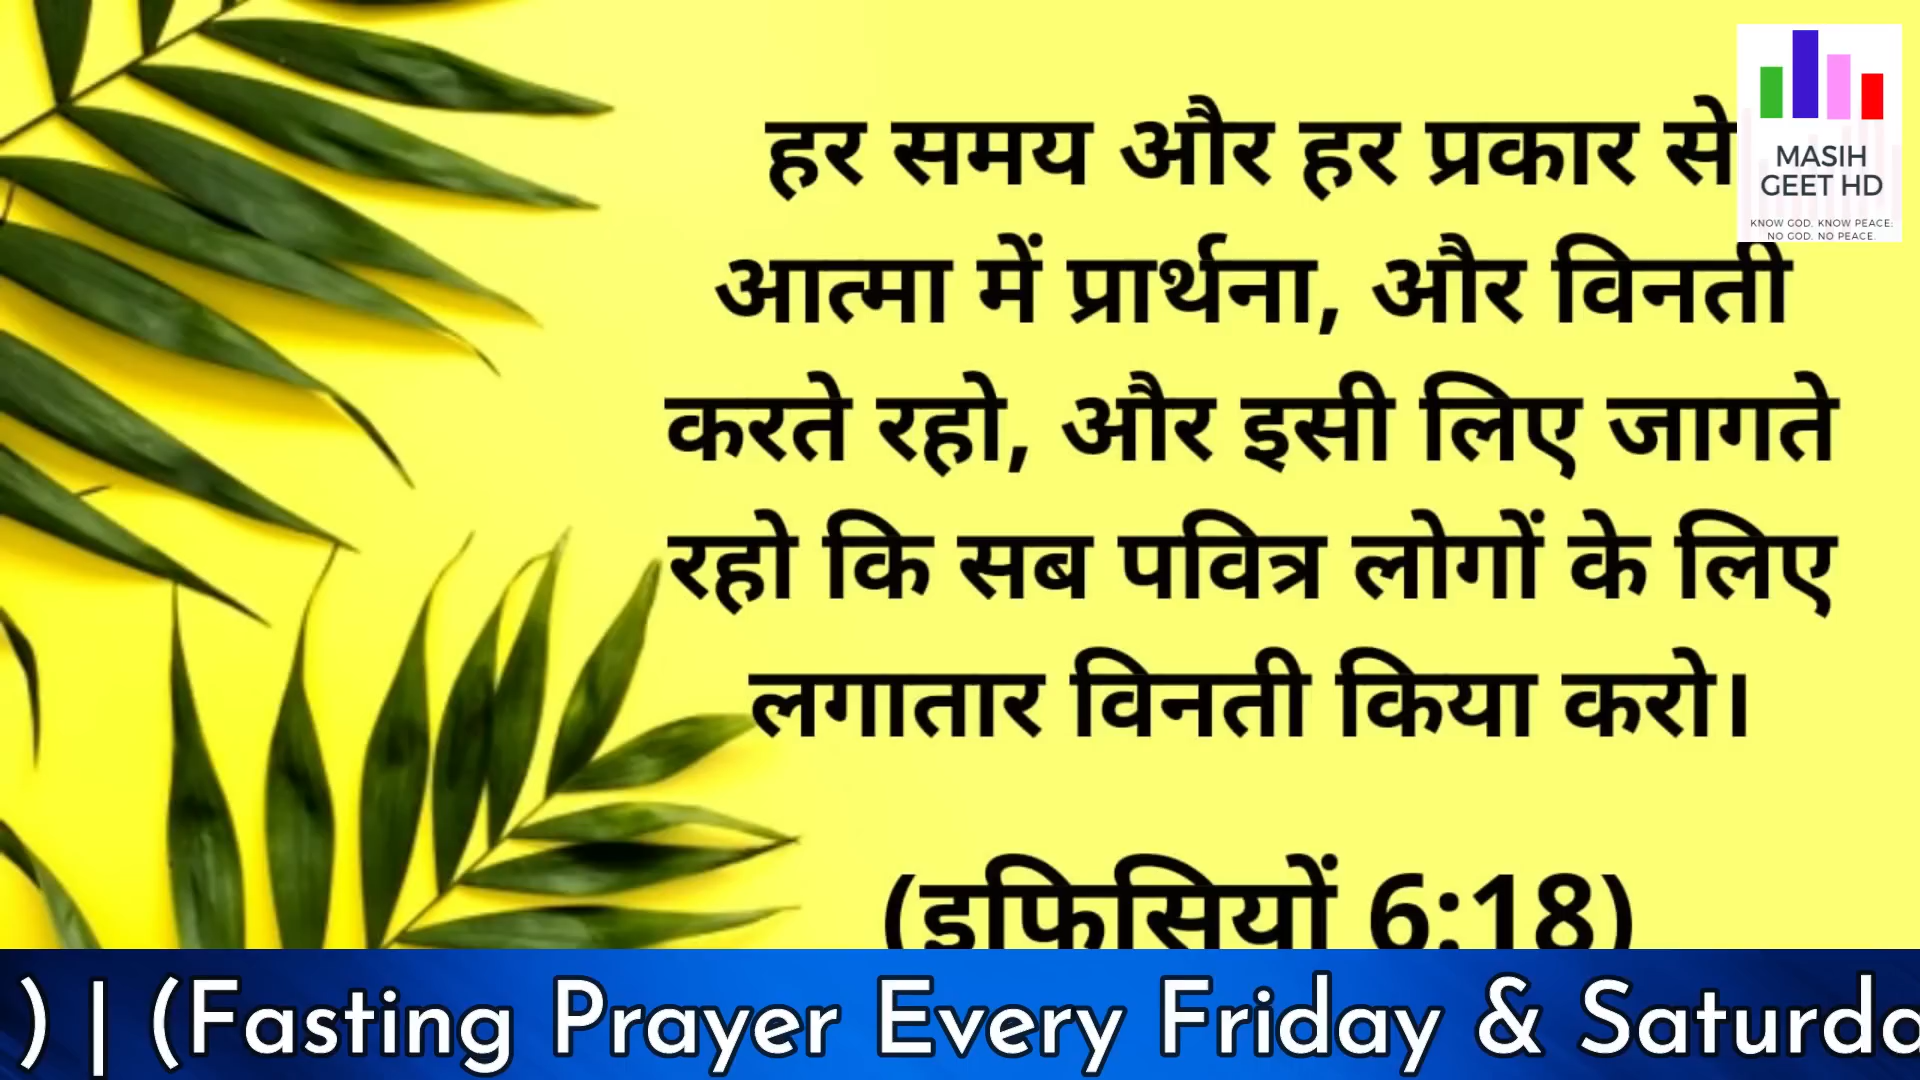 हर समय और हर प्रकार से
आत्मा में प्रार्थना, और विनती
करते रहो, और इसी लिए जागते
रहो कि सब पवित्र लोगों के लिए
लगातार विनती किया करो।
(इफिसियों 6:18)
MASIH
GEET HD
KNOW GOD. KNOW PEACE:
NO GOD. NO PEACE.
) | (Fasting Prayer Every Friday & Saturda